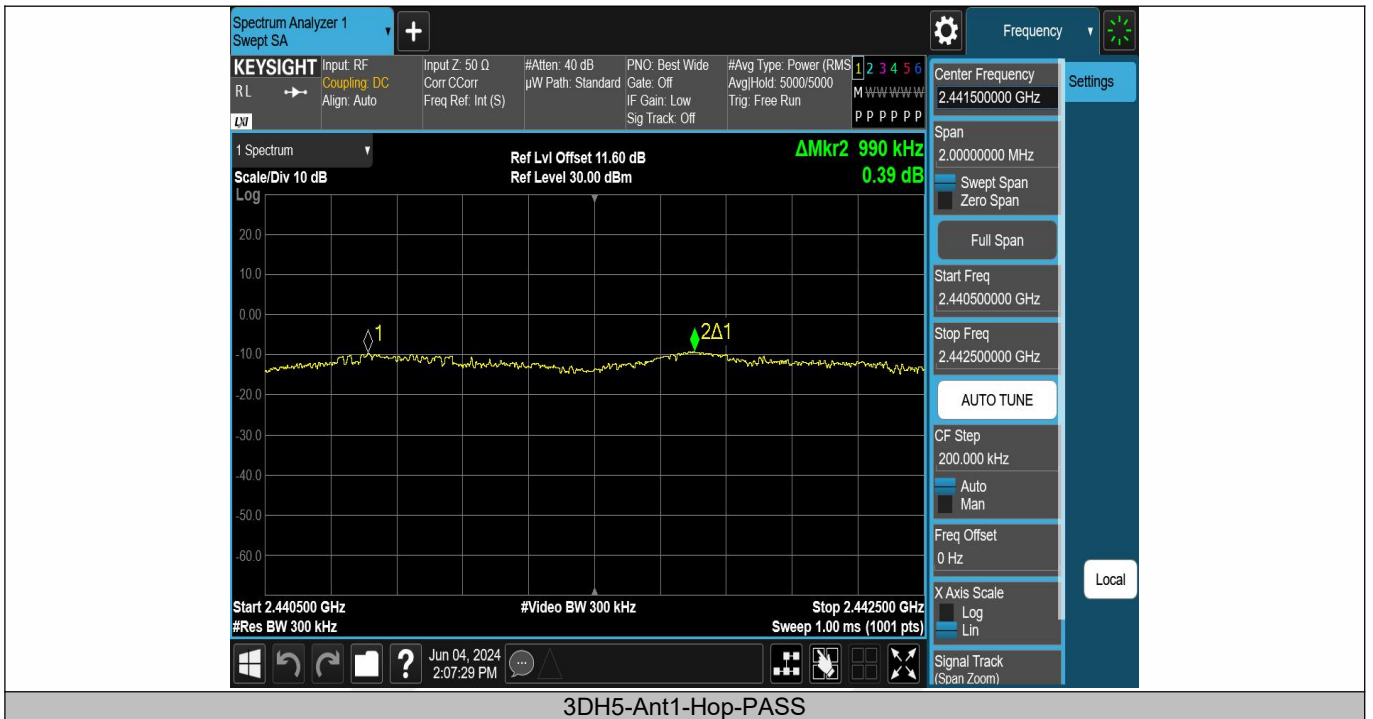 Spectrum Analyzer 1
Swept SA
Frequency
KEYSIGHT
RL
LXI
Input: RF
Coupling: DC
Align: Auto
Input Z: 50 Ω
Corr CCorr
Freq Ref: Int (S)
#Atten: 40 dB
µW Path: Standard
PNO: Best Wide
Gate: Off
IF Gain: Low
Sig Track: Off
#Avg Type: Power (RMS
Avg|Hold: 5000/5000
Trig: Free Run
1 2 3 4 5 6
M W W W W W
P P P P P P
1 Spectrum
Scale/Div 10 dB
Log
Ref Lvl Offset 11.60 dB
Ref Level 30.00 dBm
ΔMkr2 990 kHz
0.39 dB
20.0
10.0
0.00
-10.0
-20.0
-30.0
-40.0
-50.0
-60.0
1
2Δ1
Start 2.440500 GHz
#Res BW 300 kHz
#Video BW 300 kHz
Stop 2.442500 GHz
Sweep 1.00 ms (1001 pts)
?
Jun 04, 2024
2:07:29 PM
Center Frequency
2.441500000 GHz
Settings
Span
2.00000000 MHz
Swept Span
Zero Span
Full Span
Start Freq
2.440500000 GHz
Stop Freq
2.442500000 GHz
AUTO TUNE
CF Step
200.000 kHz
Auto
Man
Freq Offset
0 Hz
Local
X Axis Scale
Log
Lin
Signal Track
(Span Zoom)
3DH5-Ant1-Hop-PASS